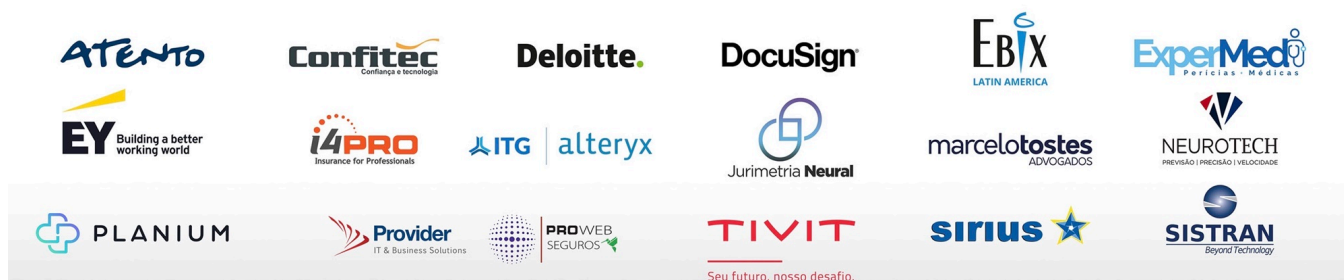 ATENTO
Confitec
Confiança e tecnologia
Deloitte.
DocuSign®
EBIX
LATIN AMERICA
ExperMed
Perícias · Médicas
EY Building a better
working world
i4PRO
Insurance for Professionals
ITG | alteryx
Jurimetria Neural
marcelotostes
ADVOGADOS
NEUROTECH
PREVISÃO | PRECISÃO | VELOCIDADE
PLANIUM
Provider
IT & Business Solutions
PROWEB
SEGUROS
TIVIT
Seu futuro, nosso desafio.
sirius
SISTRAN
Beyond Technology